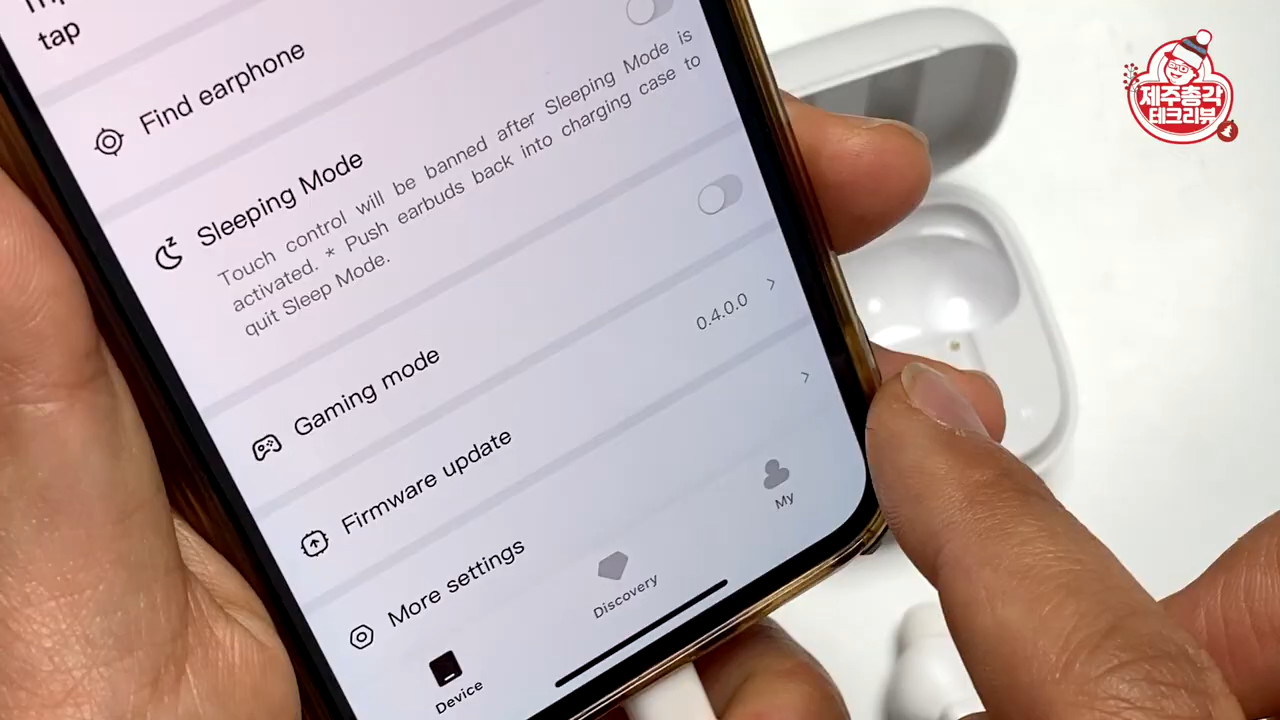 tap
Find earphone
Sleeping Mode
Touch control will be banned after Sleeping Mode is
activated. * Push earbuds back into charging case to
quit Sleep Mode.
Gaming mode
Firmware update
0.4.0.0
More settings
Device
Discovery
My
제주총각
테크리뷰